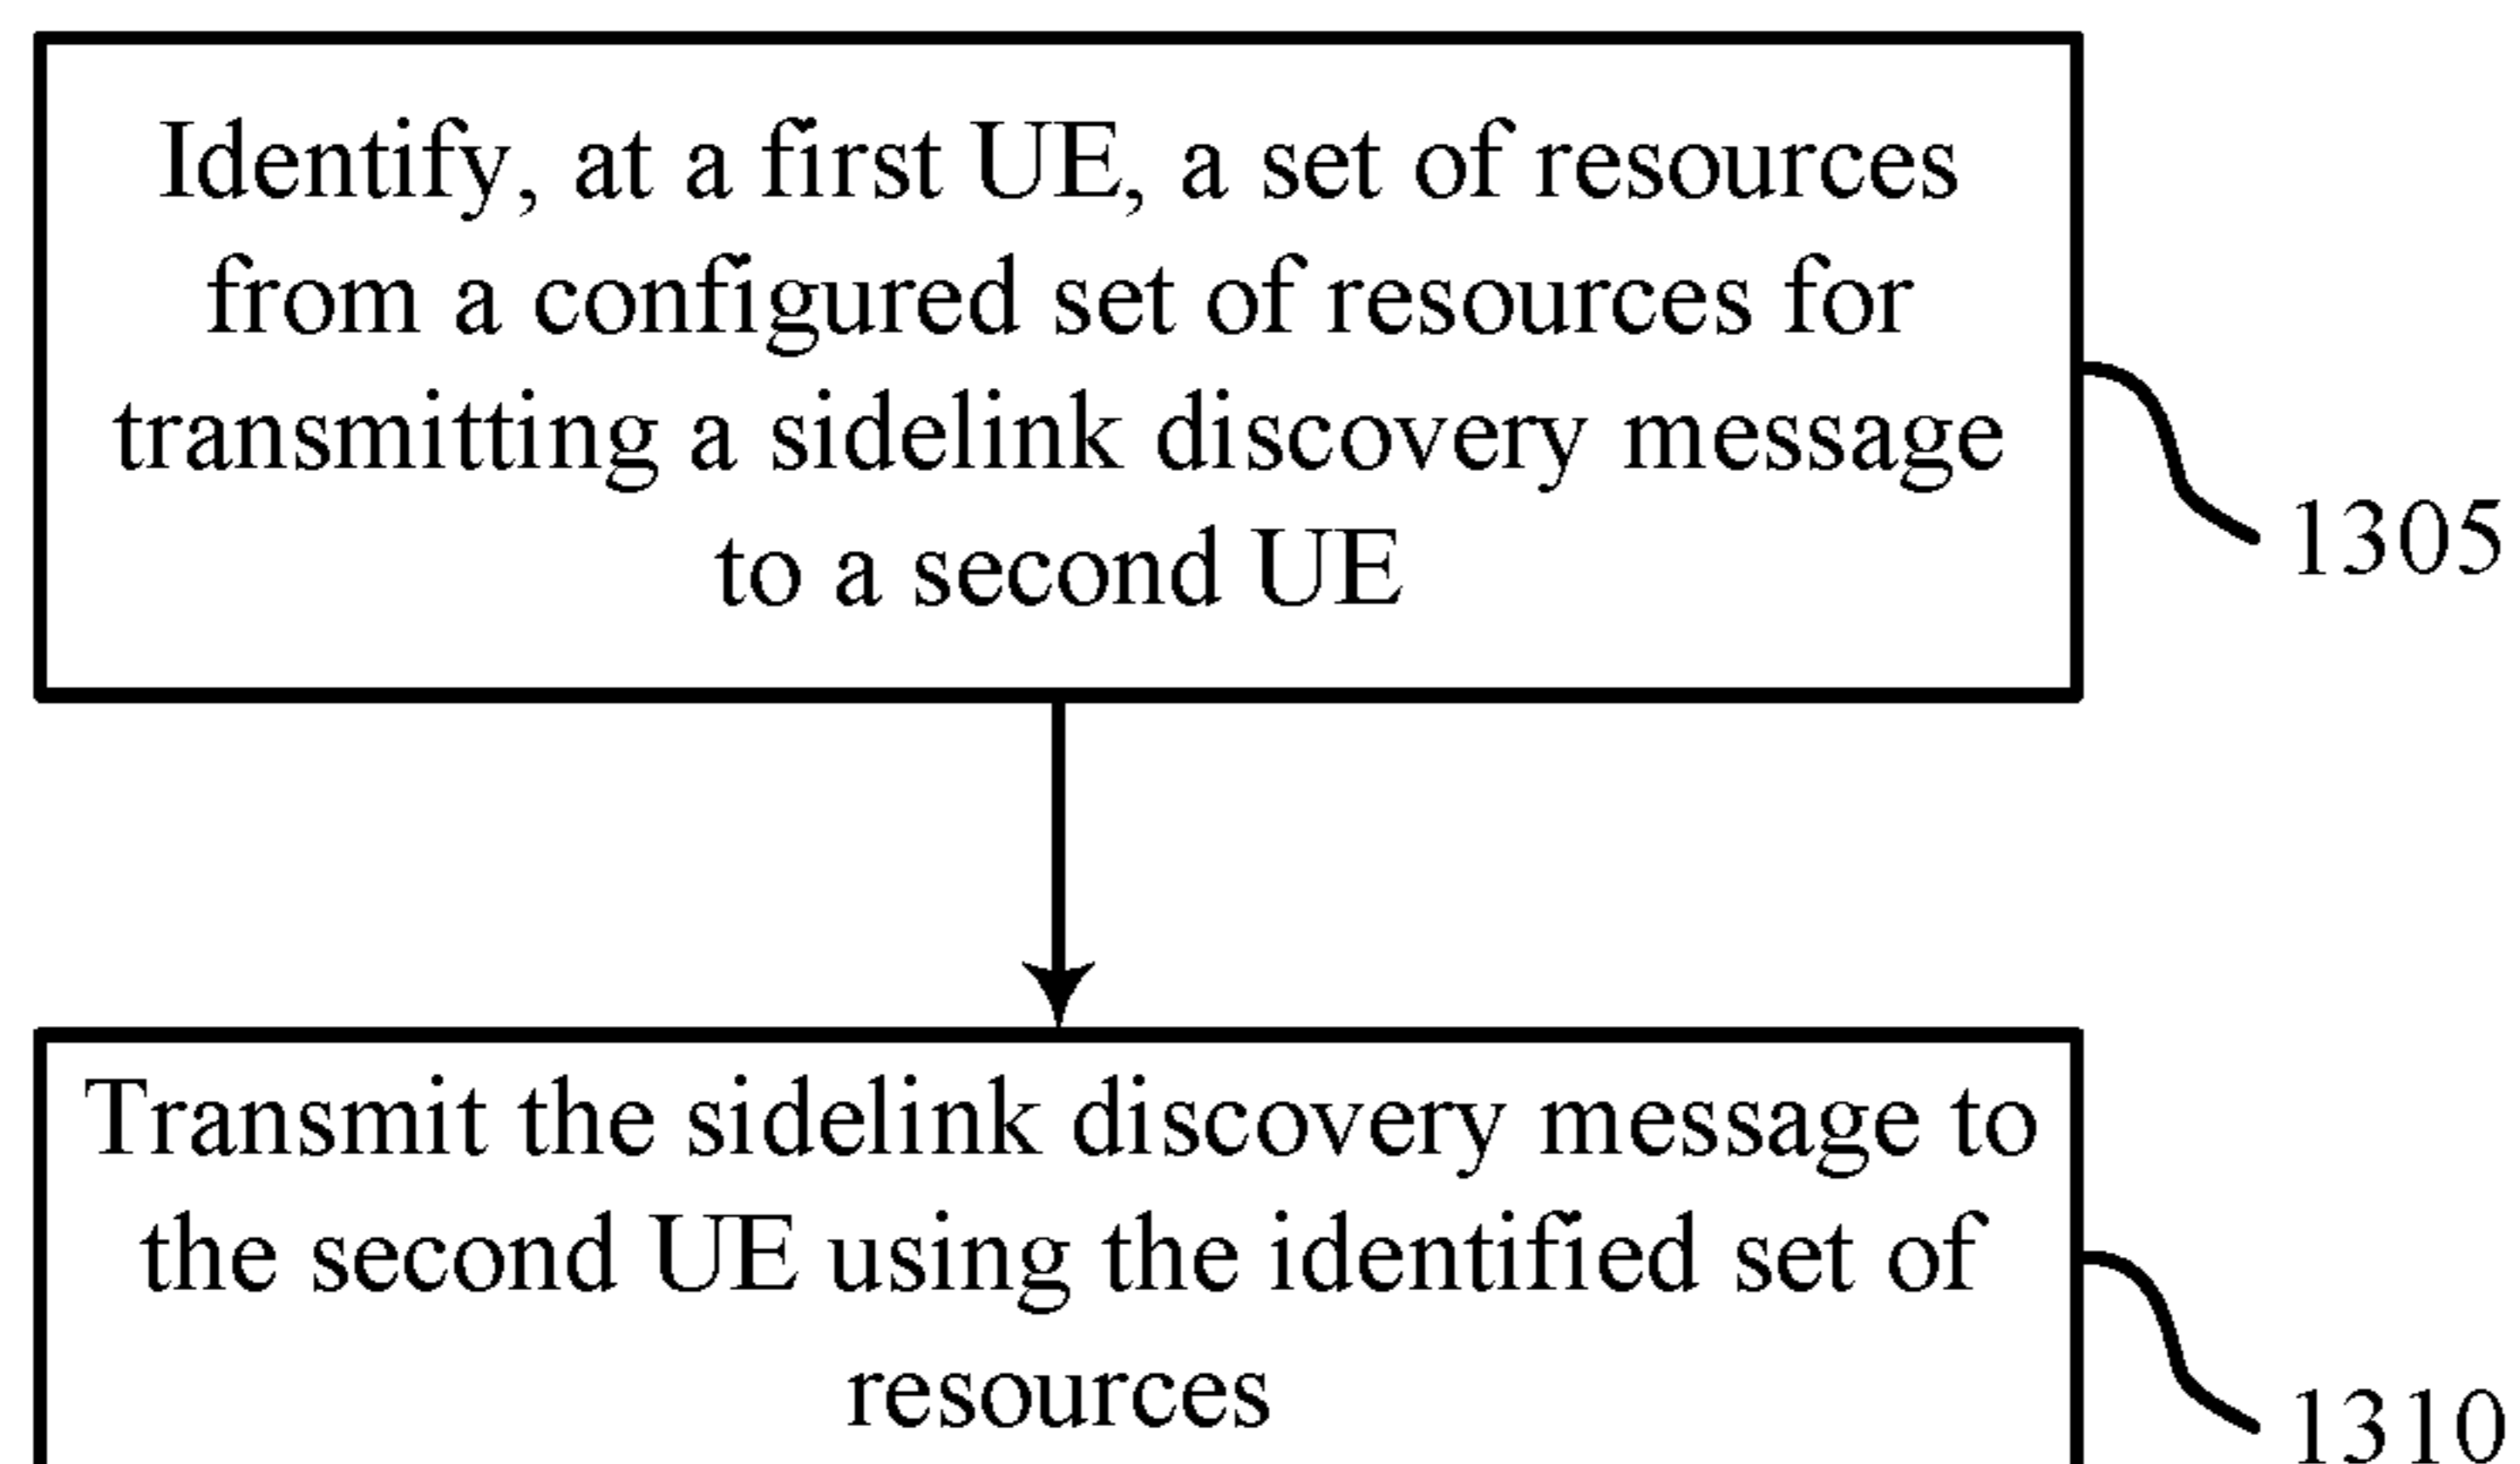 Identify, at a first UE, a set of resources
from a configured set of resources for
transmitting a sidelink discovery message
to a second UE
1305
Transmit the sidelink discovery message to
the second UE using the identified set of
resources
1310